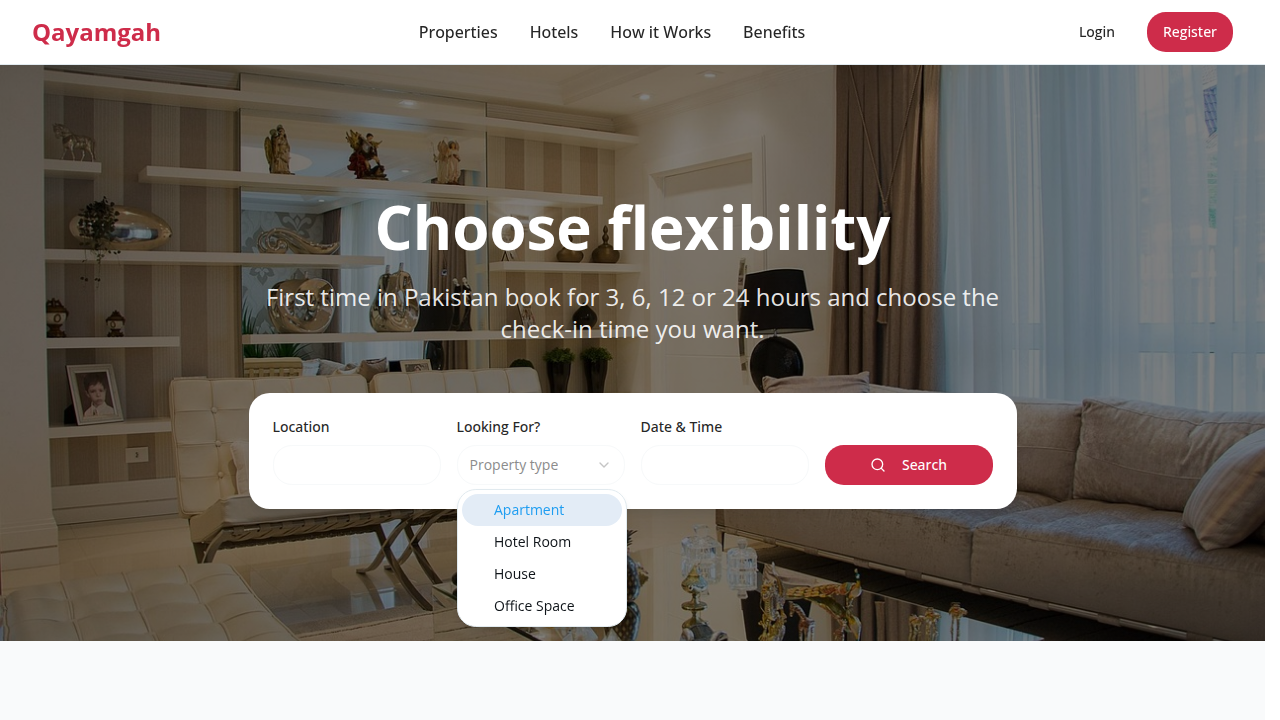 Qayamgah
Properties
Hotels
How it Works
Benefits
Login
Register
Choose flexibility
First time in Pakistan book for 3, 6, 12 or 24 hours and choose the
check-in time you want.
Location
Looking For?
Date & Time
Property type
Search
Apartment
Hotel Room
House
Office Space